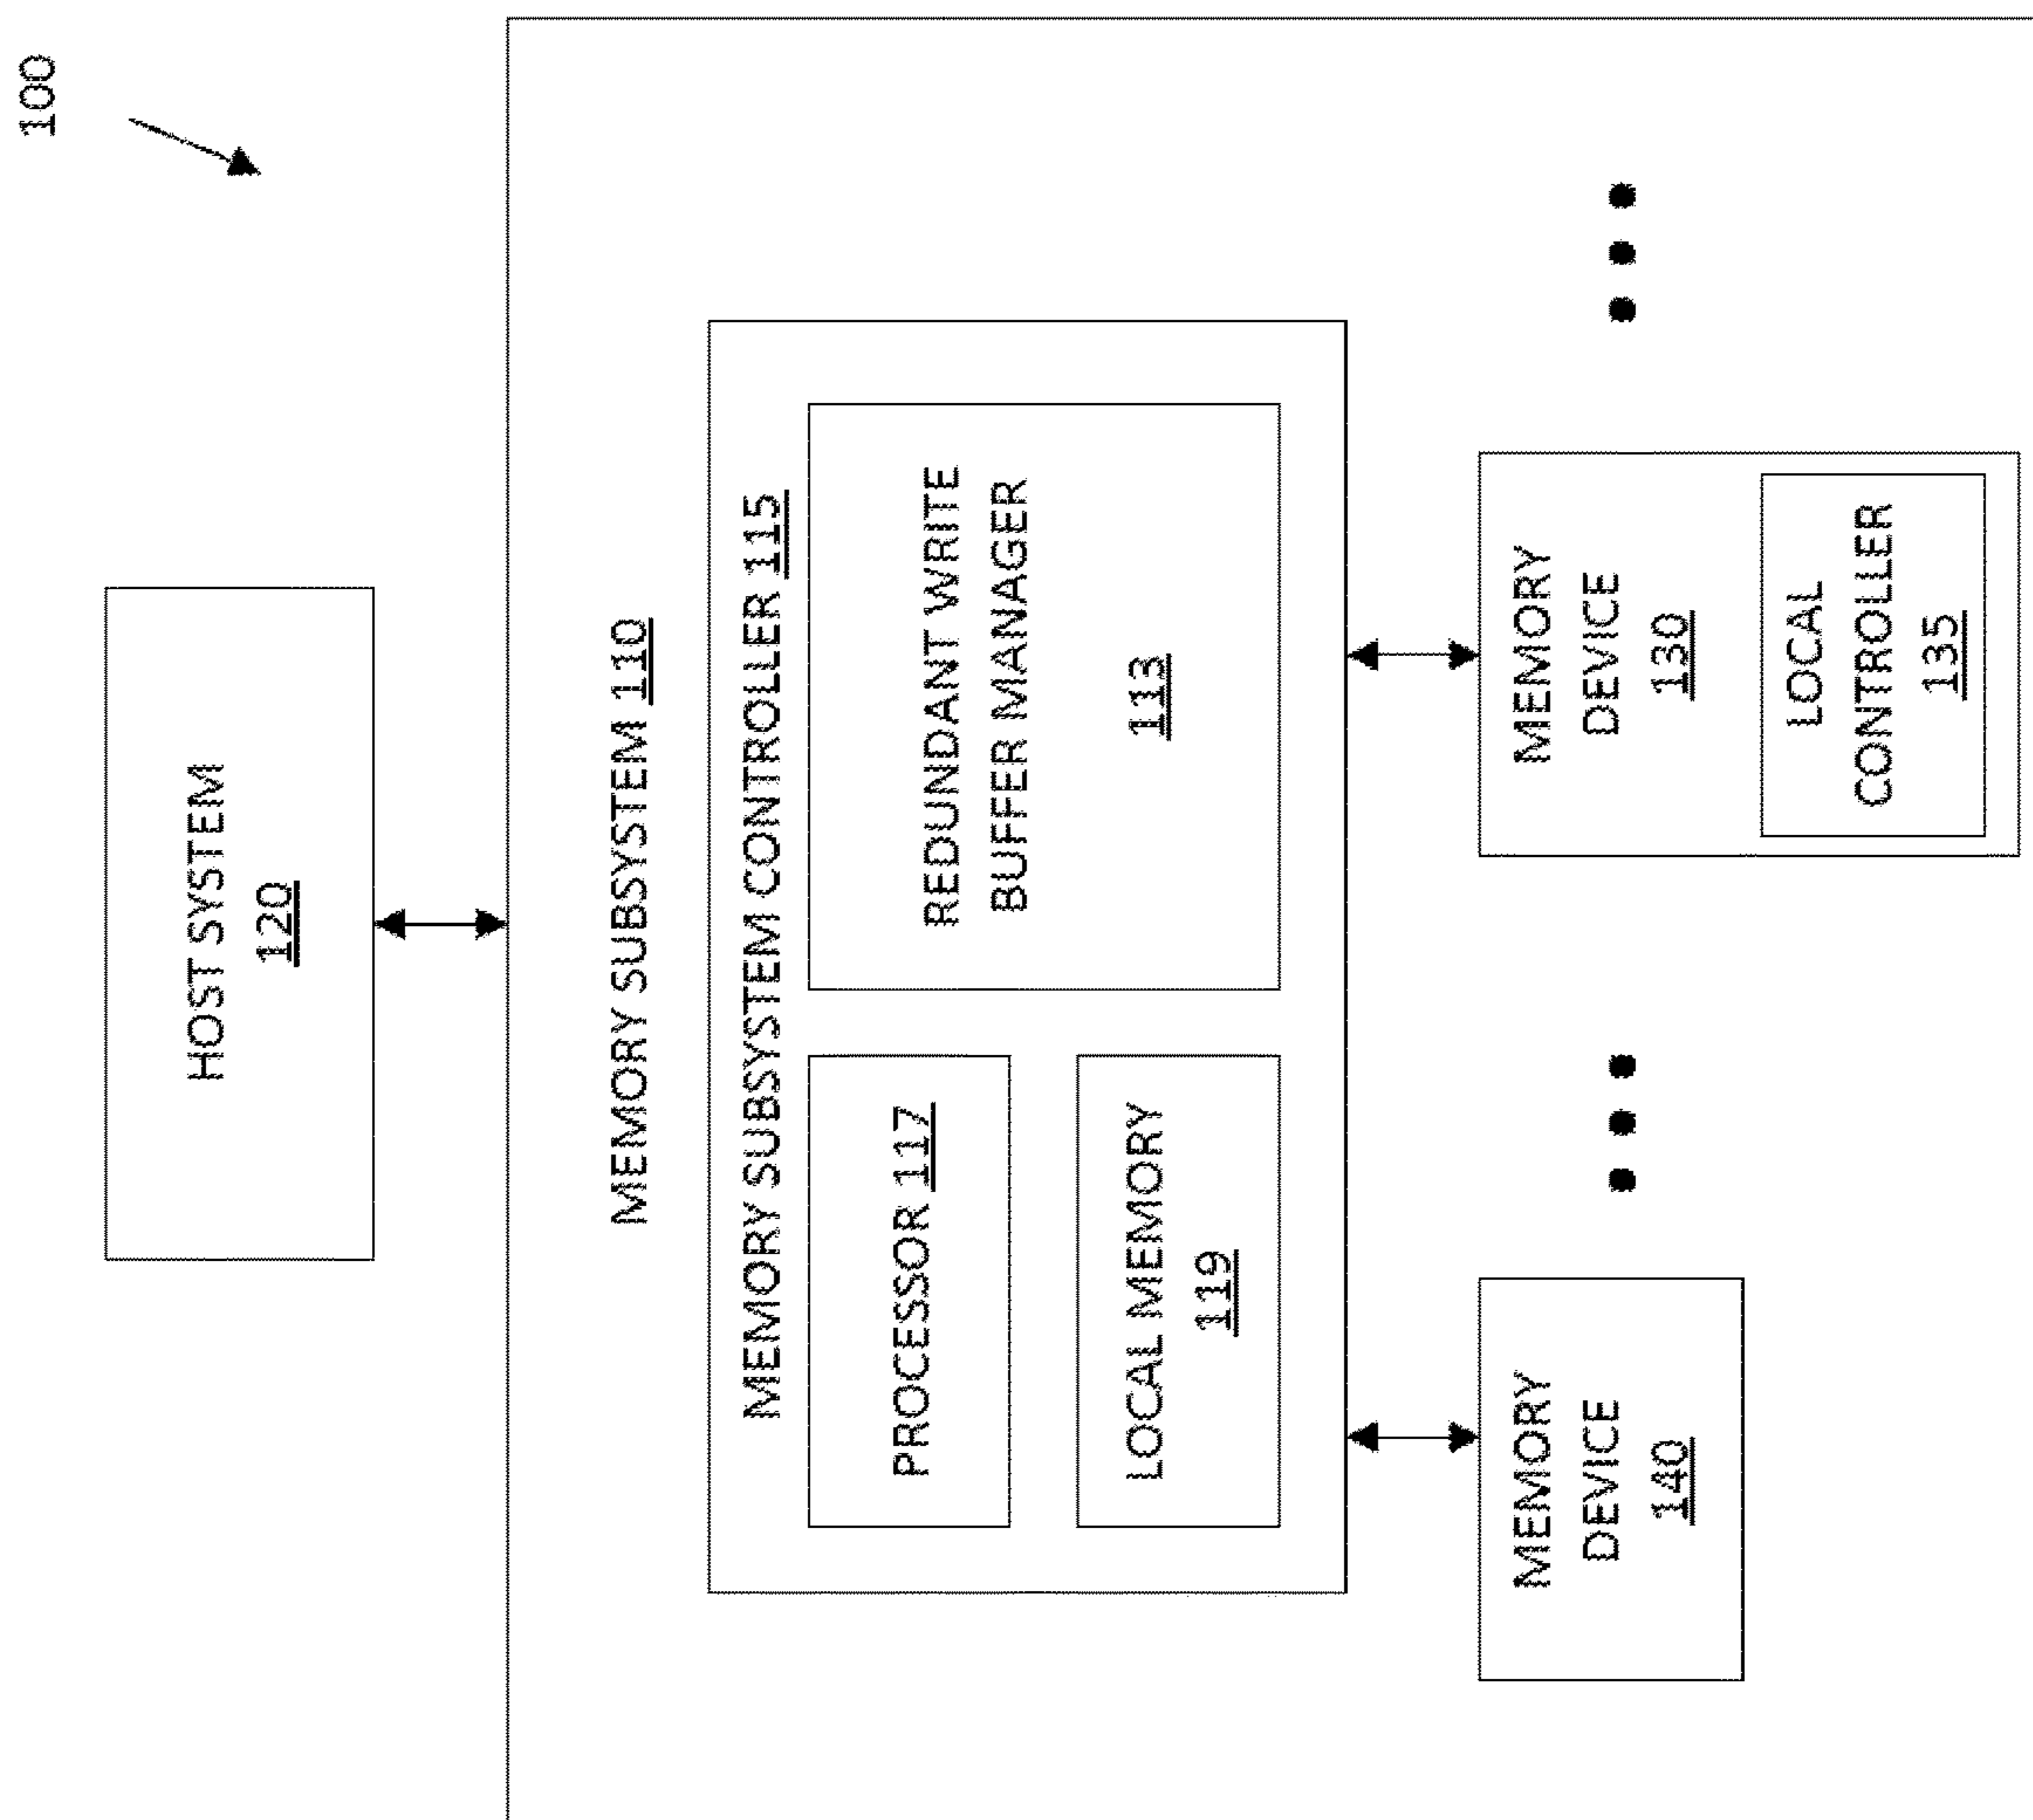 100
HOST SYSTEM
120
MEMORY SUBSYSTEM 110
MEMORY SUBSYSTEM CONTROLLER 115
PROCESSOR 117
LOCAL MEMORY
119
REDUNDANT WRITE
BUFFER MANAGER
113
MEMORY
DEVICE
140
MEMORY
DEVICE
130
LOCAL
CONTROLLER
135